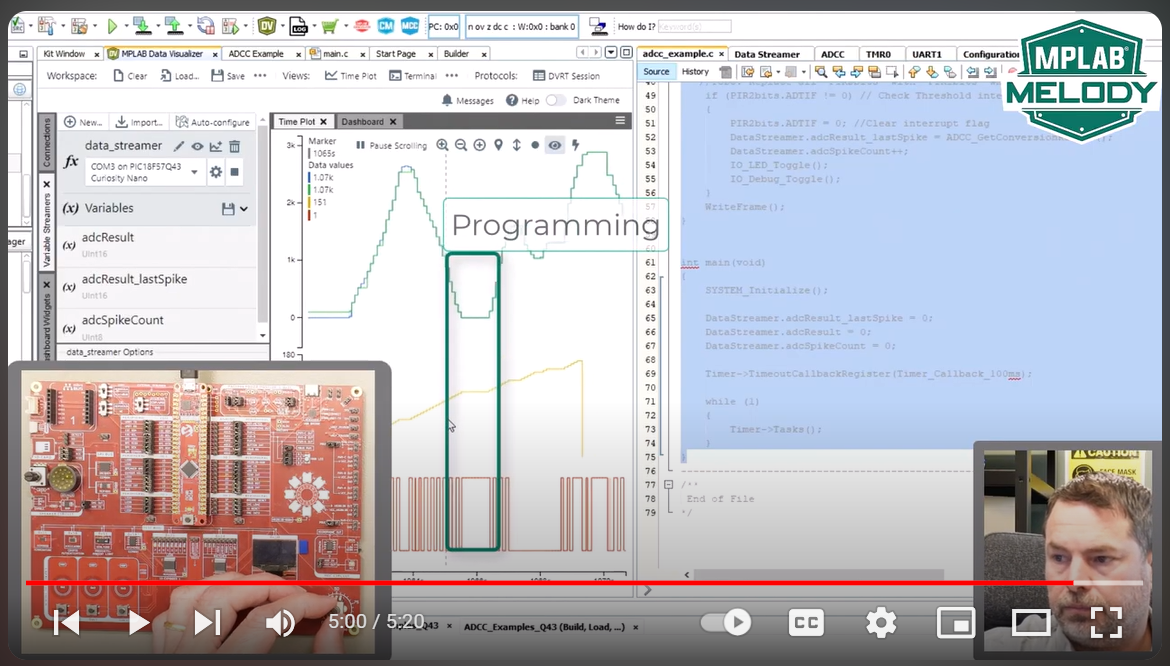 PC: 0x0
n ov z dc c : W:0x0 : bank 0
How do I?
Keyword(s)
DV
LOG
CM
MCC
Kit Window
MPLAB Data Visualizer
ADCC Example
main.c
Start Page
Builder
Workspace:
Clear
Load...
Save
Views:
Time Plot
Terminal
Protocols:
DVRT Session
Messages
Help
Dark Theme
Connections
Variable Streamers
shboard Widgets
New...
Import...
Auto-configure
data_streamer
fx
COM3 on PIC18F57Q43
Curiosity Nano
(x) Variables
(x) adcResult
UInt16
(x) adcResult_lastSpike
UInt16
(x) adcSpikeCount
UInt8
data_streamer Options
Time Plot
Dashboard
Marker
1065s
Data values
1.07k
1.07k
151
1
Pause Scrolling
3k
2k
1k
0
180
Programming
adcc_example.c
Data Streamer
ADCC
TMR0
UART1
Configuration
Source
History
MPLAB®
MELODY
49
50 if (PIR2bits.ADTIF != 0) // Check Threshold inte
51 {
52 PIR2bits.ADTIF = 0; //Clear interrupt flag
53 DataStreamer.adcResult_lastSpike = ADCC_GetConversion
54 DataStreamer.adcSpikeCount++;
55 IO_LED_Toggle();
56 IO_Debug_Toggle();
}
WriteFrame();
}
61 int main(void)
62 {
63 SYSTEM_Initialize();
64
65 DataStreamer.adcResult_lastSpike = 0;
66 DataStreamer.adcResult = 0;
67 DataStreamer.adcSpikeCount = 0;
68
69 Timer->TimeoutCallbackRegister(Timer_Callback_100ms);
70
71 while (1)
72 {
73 Timer->Tasks();
74 }
75 }
76
77 /**
78 End of File
79 */
CAUTION
FACE MASK
5:00 / 5:20
CC
Q43
ADCC_Examples_Q43 (Build, Load, ...)